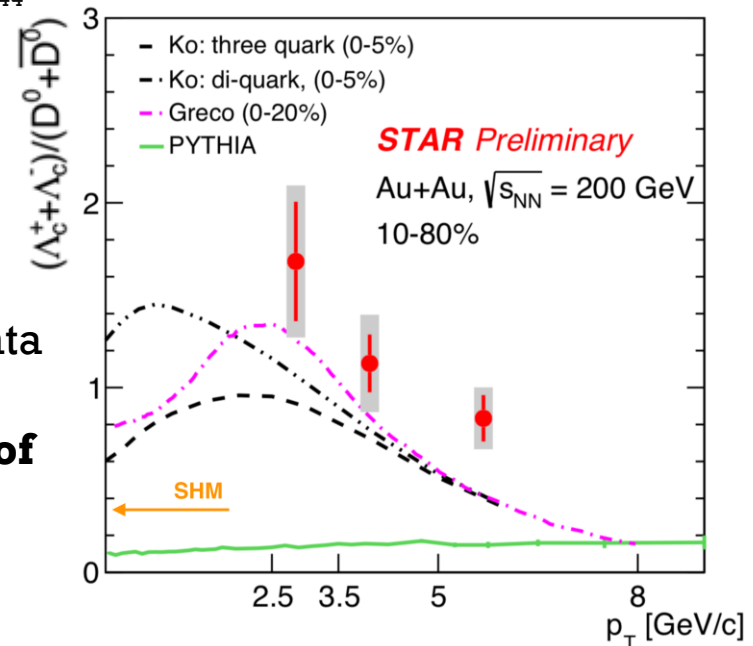 44
(Λc⁺+Λc⁻)/(D⁰+D̅⁰)
3
2
1
0
2.5 3.5 5 8
pT [GeV/c]
Ko: three quark (0-5%)
Ko: di-quark, (0-5%)
Greco (0-20%)
PYTHIA
STAR Preliminary
Au+Au, √sNN = 200 GeV
10-80%
SHM
of